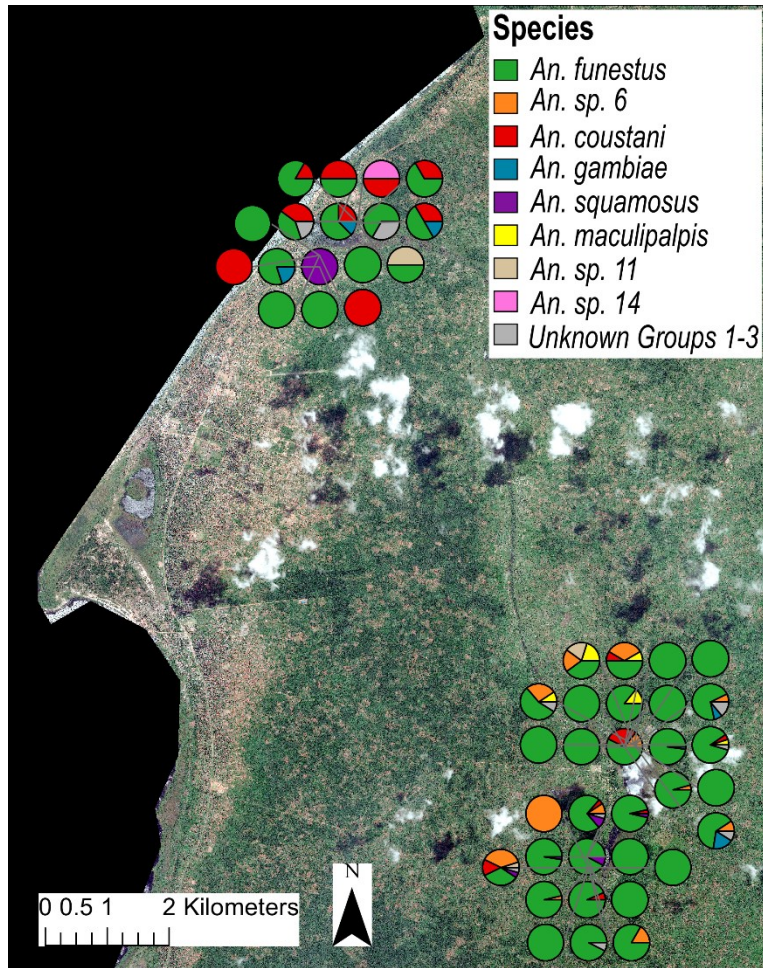 Species
An. funestus
An. sp. 6
An. coustani
An. gambiae
An. squamosus
An. maculipalpis
An. sp. 11
An. sp. 14
Unknown Groups 1-3
N
0 0.5 1 2 Kilometers